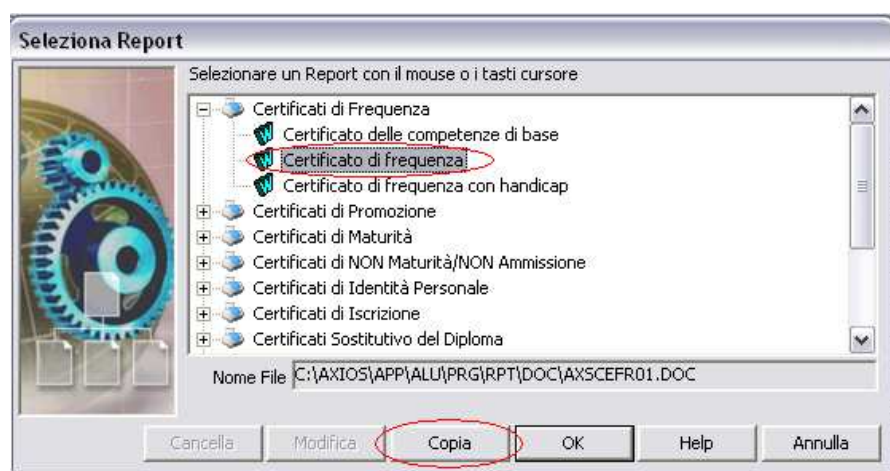 Seleziona Report
Selezionare un Report con il mouse o i tasti cursore
Certificati di Frequenza
Certificato delle competenze di base
Certificato di frequenza
Certificato di frequenza con handicap
Certificati di Promozione
Certificati di Maturità
Certificati di NON Maturità/NON Ammissione
Certificati di Identità Personale
Certificati di Iscrizione
Certificati Sostitutivo del Diploma
Nome File C:\AXIOS\APP\ALU\PRG\RPT\DOC\AXSCEFR01.DOC
Cancella Modifica Copia OK Help Annulla